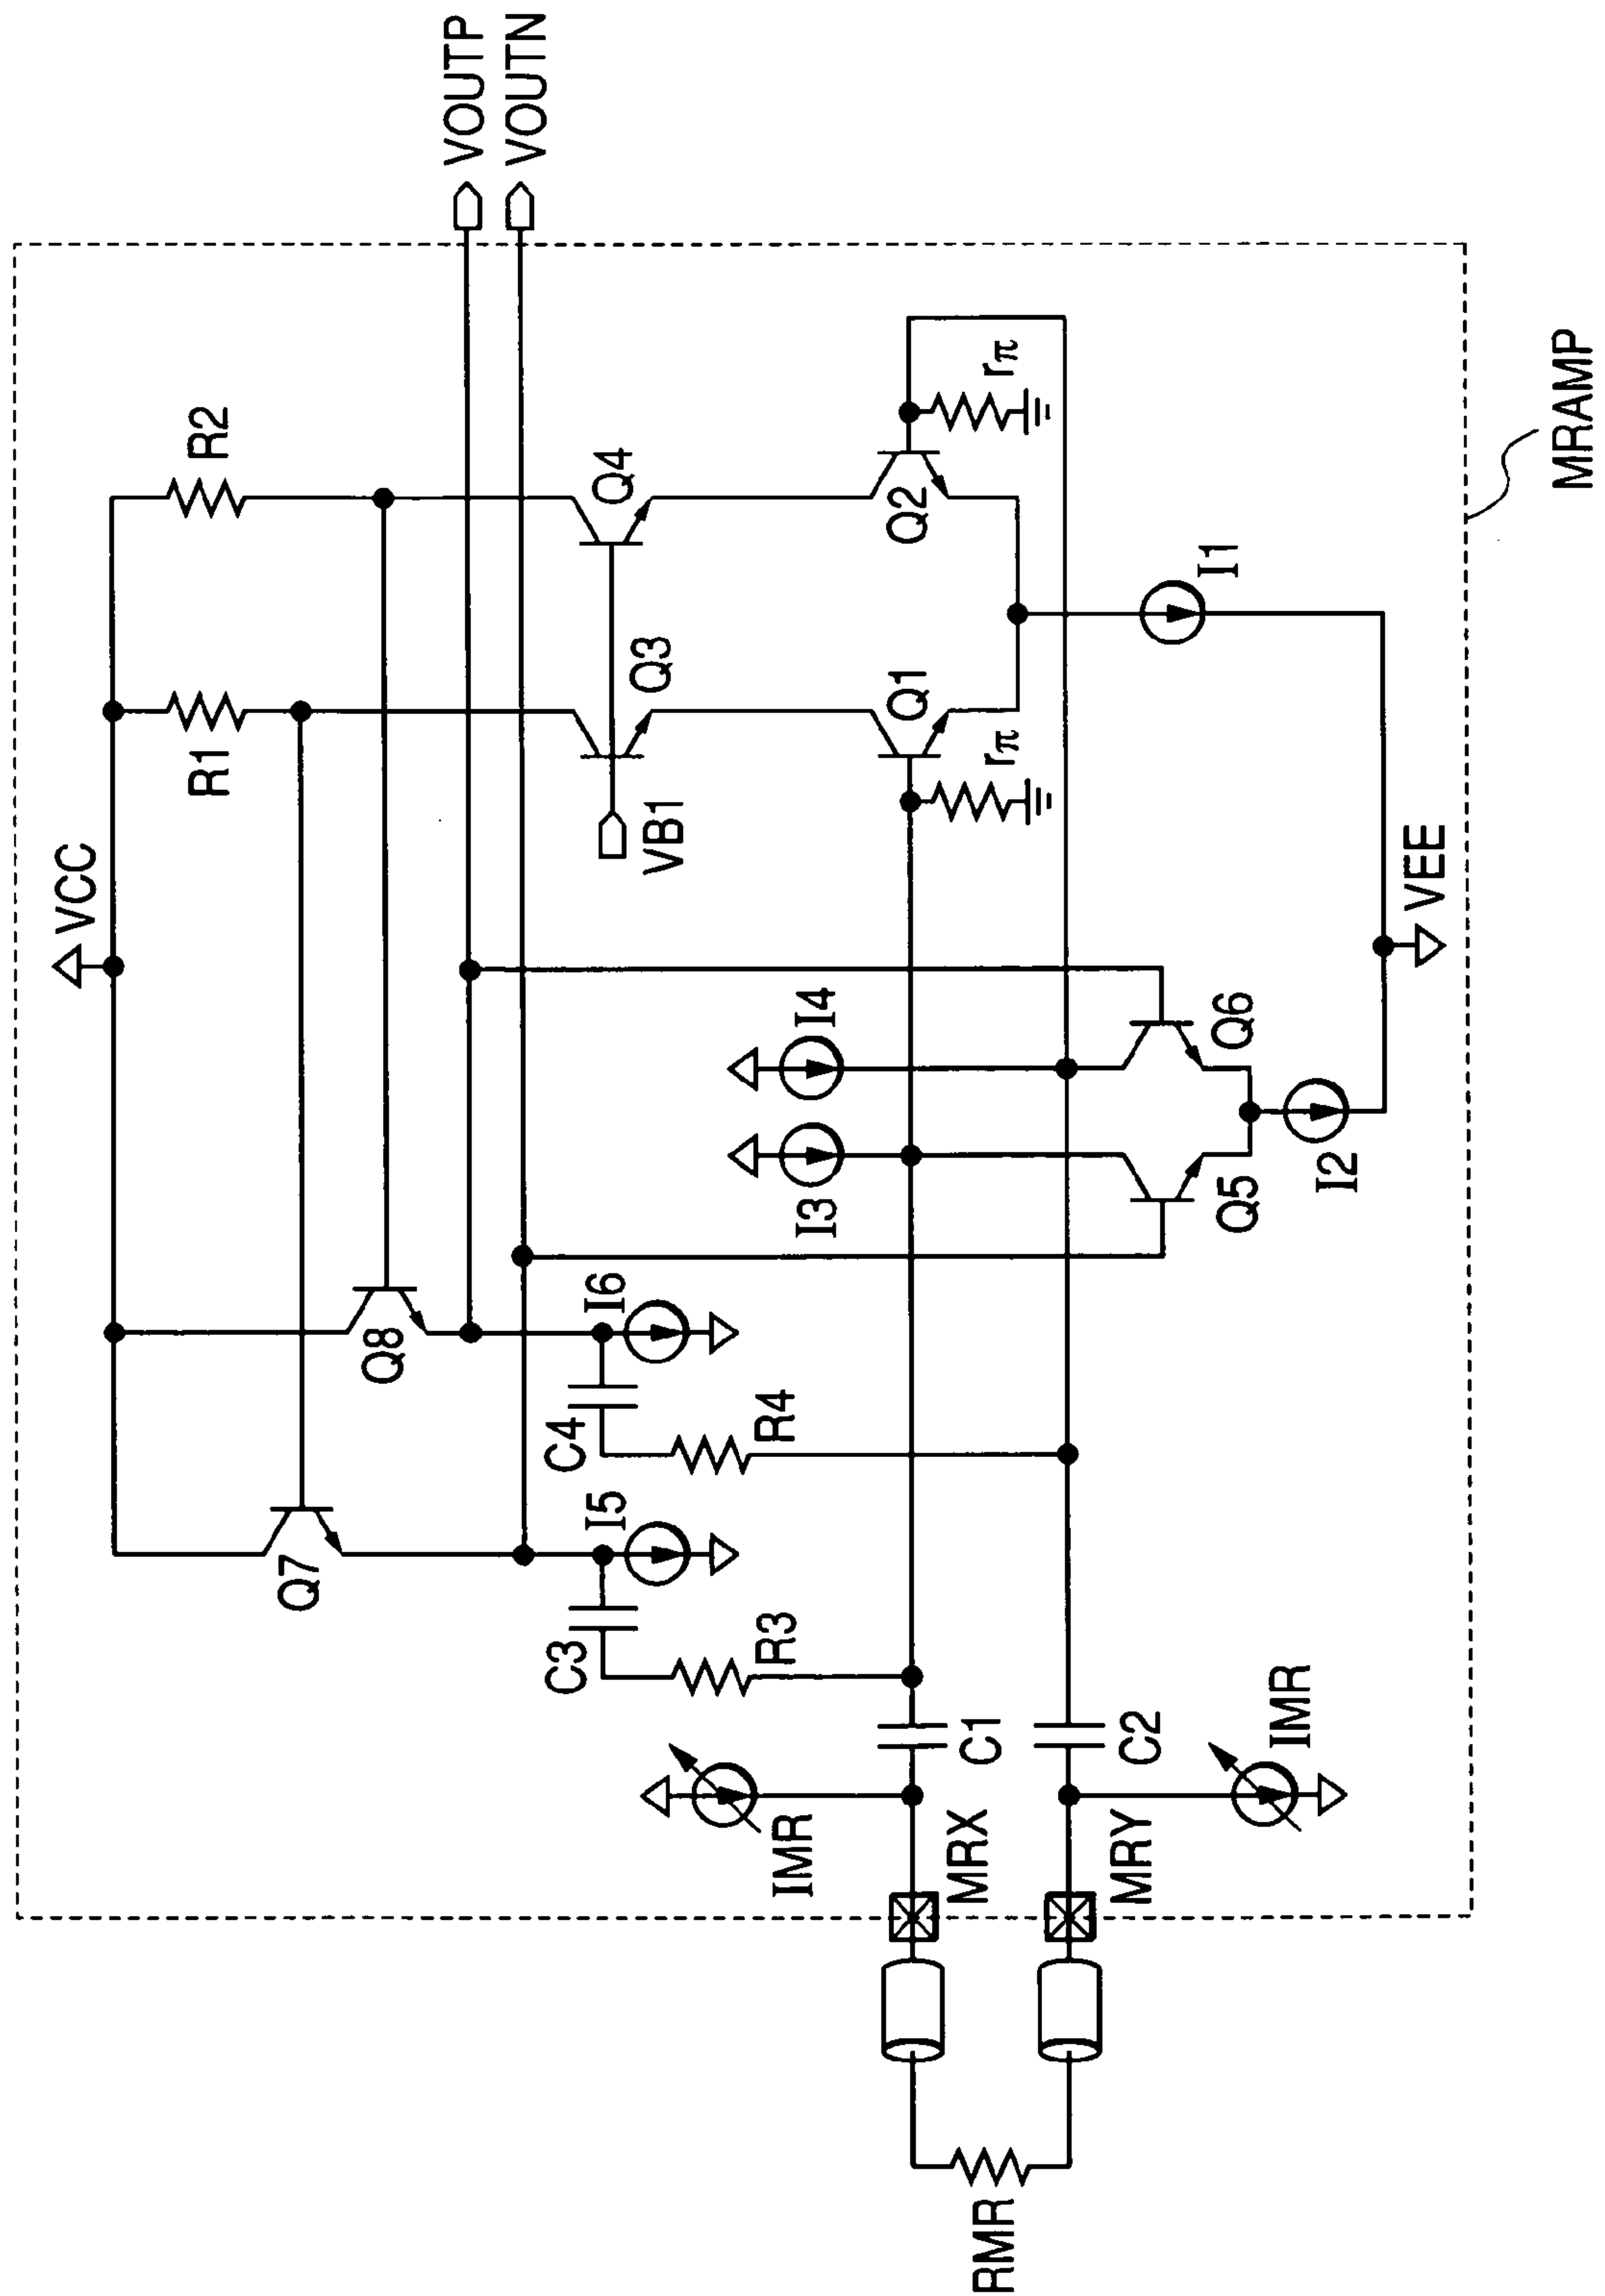 VCC
R1
R2
VOUTP
VOUTN
Q7
Q8
Q3
Q4
VB1
C3
I5
C4
I6
R3
R4
I3
I4
Q1
rπ
Q2
rπ
IMR
C1
MRX
C2
MRY
IMR
RMR
Q5
Q6
I2
I1
VEE
MRAMP